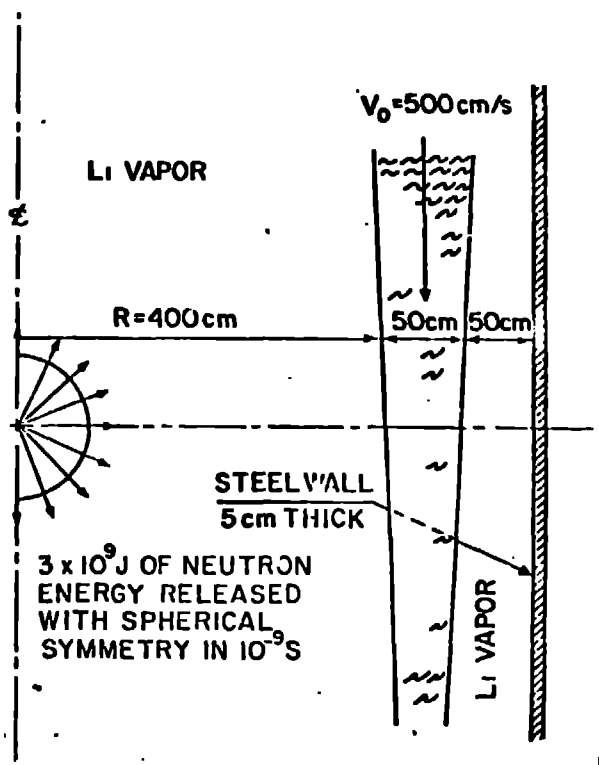 V₀=500cm/s
LI VAPOR
℄
R=400cm
50cm
50cm
STEEL WALL
5cm THICK
3 x 10⁹J OF NEUTRON
ENERGY RELEASED
WITH SPHERICAL
SYMMETRY IN 10⁻⁹S
LI VAPOR